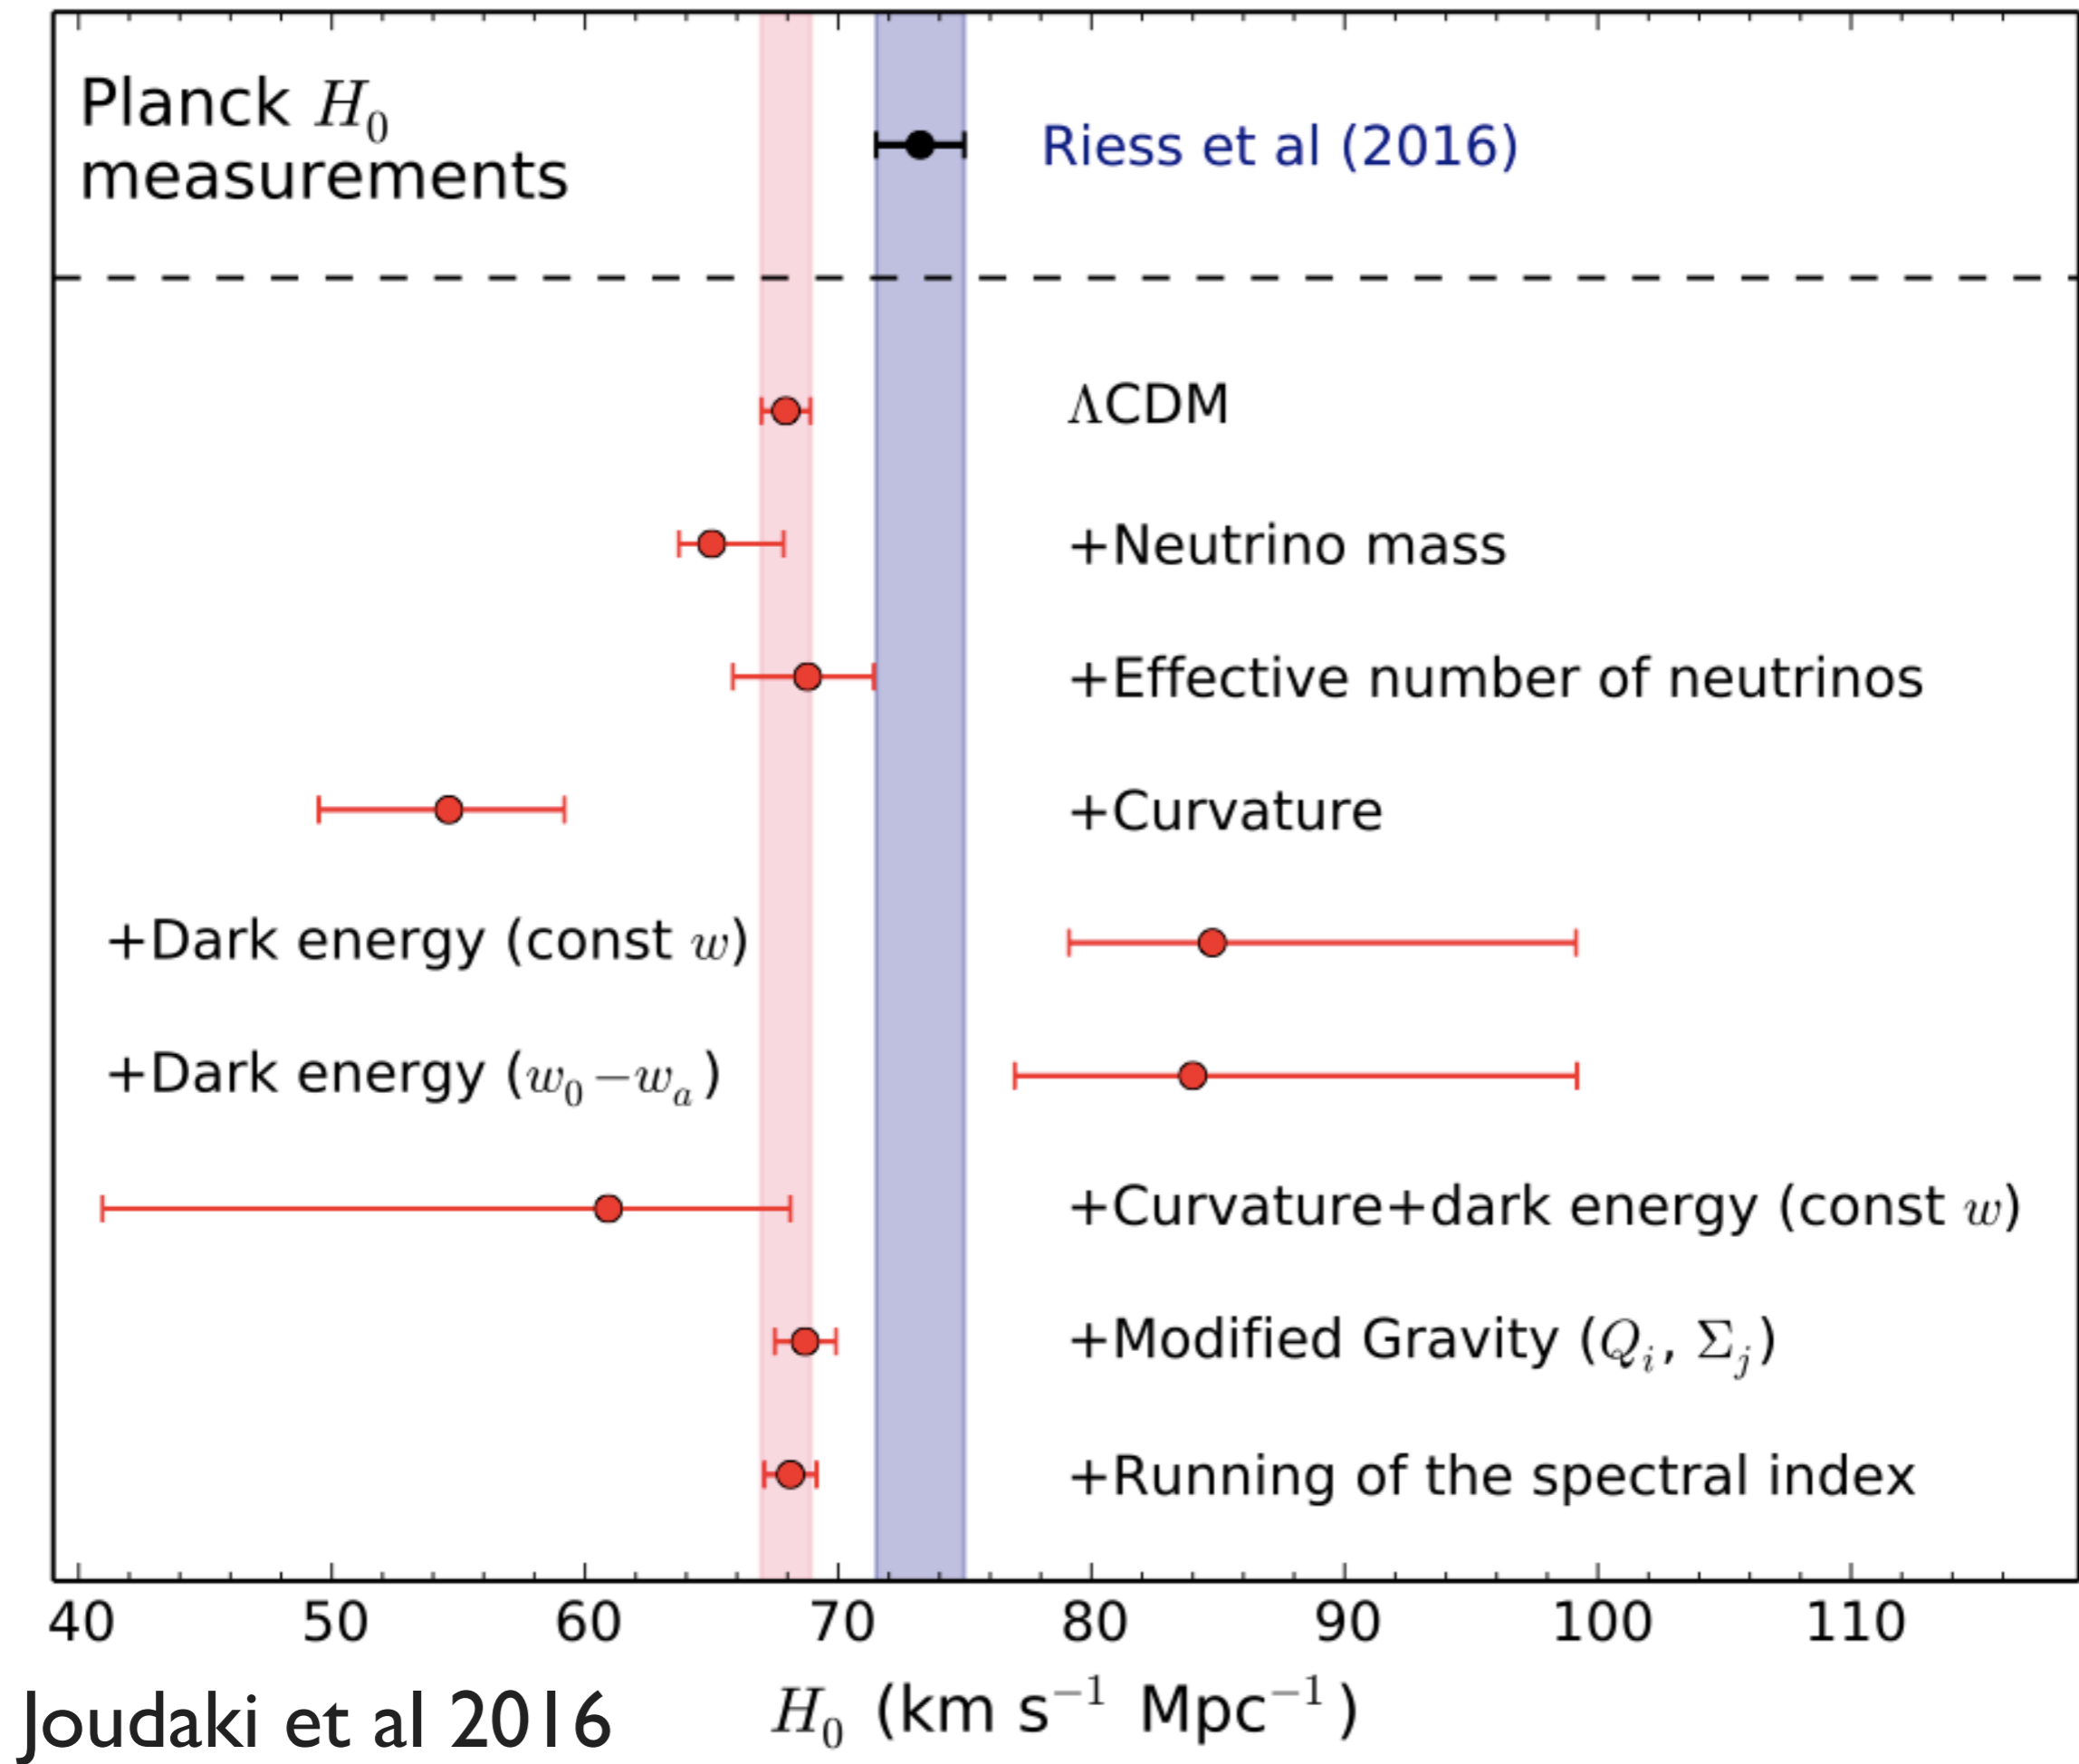 Planck H₀
measurements
Riess et al (2016)
ΛCDM
+Neutrino mass
+Effective number of neutrinos
+Curvature
+Dark energy (const w)
+Dark energy (w₀−wₐ)
+Curvature+dark energy (const w)
+Modified Gravity (Qᵢ, Σⱼ)
+Running of the spectral index
40 50 60 70 80 90 100 110
H₀ (km s⁻¹ Mpc⁻¹)
Joudaki et al 2016